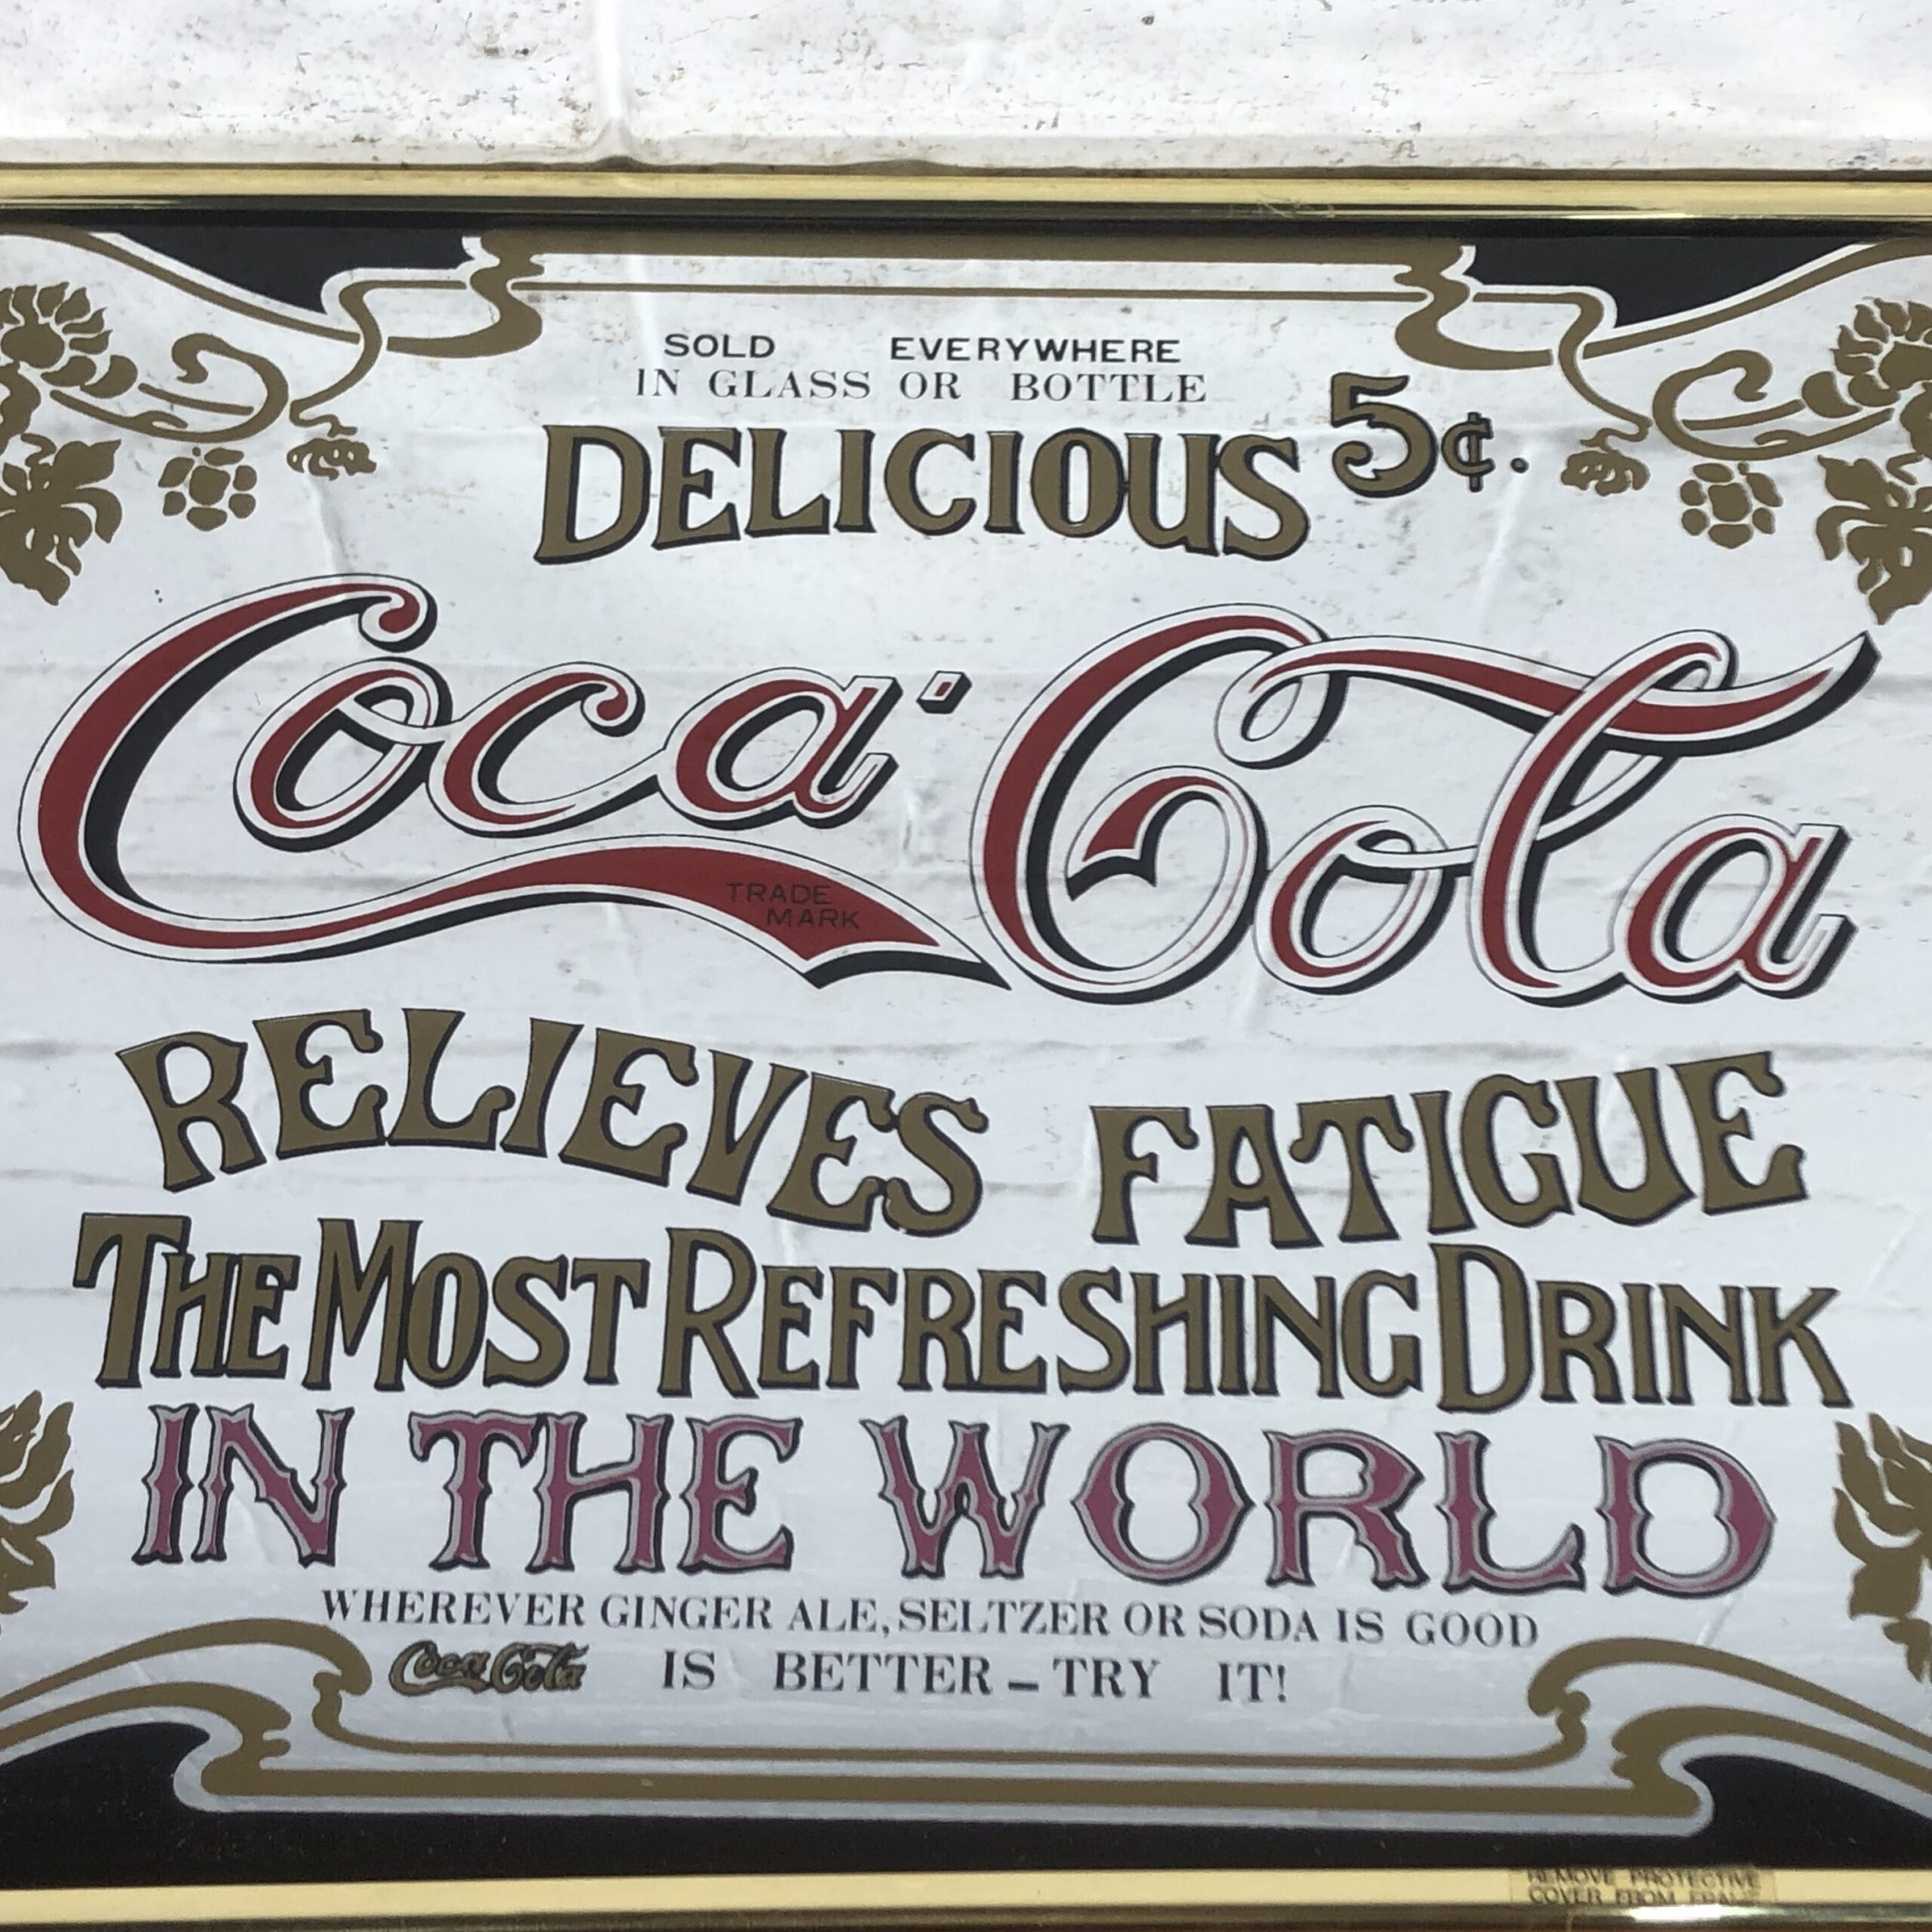 SOLD EVERYWHERE
IN GLASS OR BOTTLE
DELICIOUS 5¢.
Coca-Cola
TRADE
MARK
RELIEVES FATIGUE
THE MOST REFRESHING DRINK
IN THE WORLD
WHEREVER GINGER ALE, SELTZER OR SODA IS GOOD
Coca-Cola IS BETTER – TRY IT!
REMOVE PROTECTIVE
COVER FROM FRAME